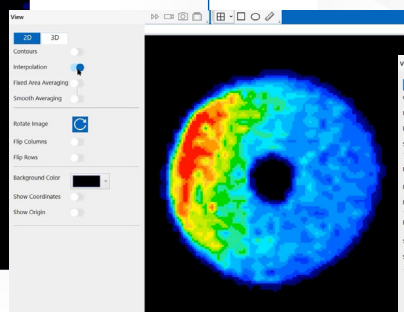 View
2D 3D
Contours
Interpolation
Fixed Area Averaging
Smooth Averaging
Rotate Image
Flip Columns
Flip Rows
Background Color
Show Coordinates
Show Origin